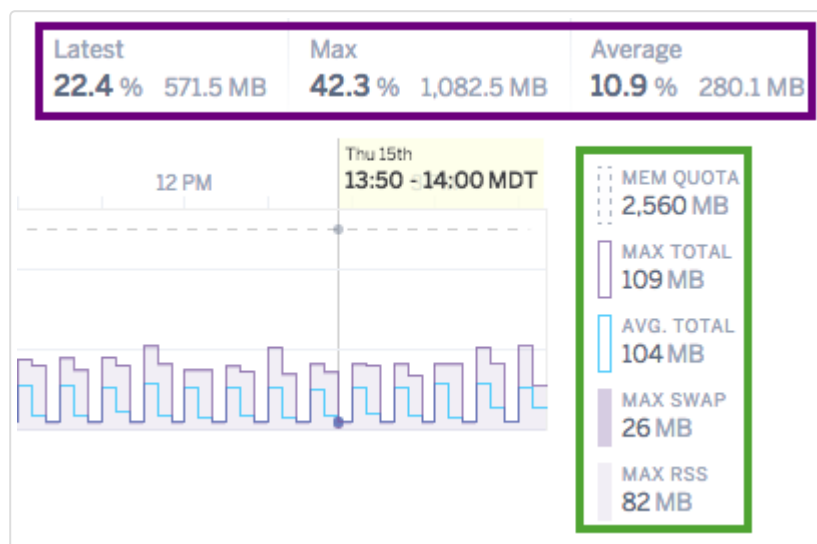 Latest Max Average
22.4 % 571.5 MB 42.3 % 1,082.5 MB 10.9 % 280.1 MB
Thu 15th
12 PM 13:50 - 14:00 MDT
MEM QUOTA
2,560 MB
MAX TOTAL
109 MB
AVG. TOTAL
104 MB
MAX SWAP
26 MB
MAX RSS
82 MB